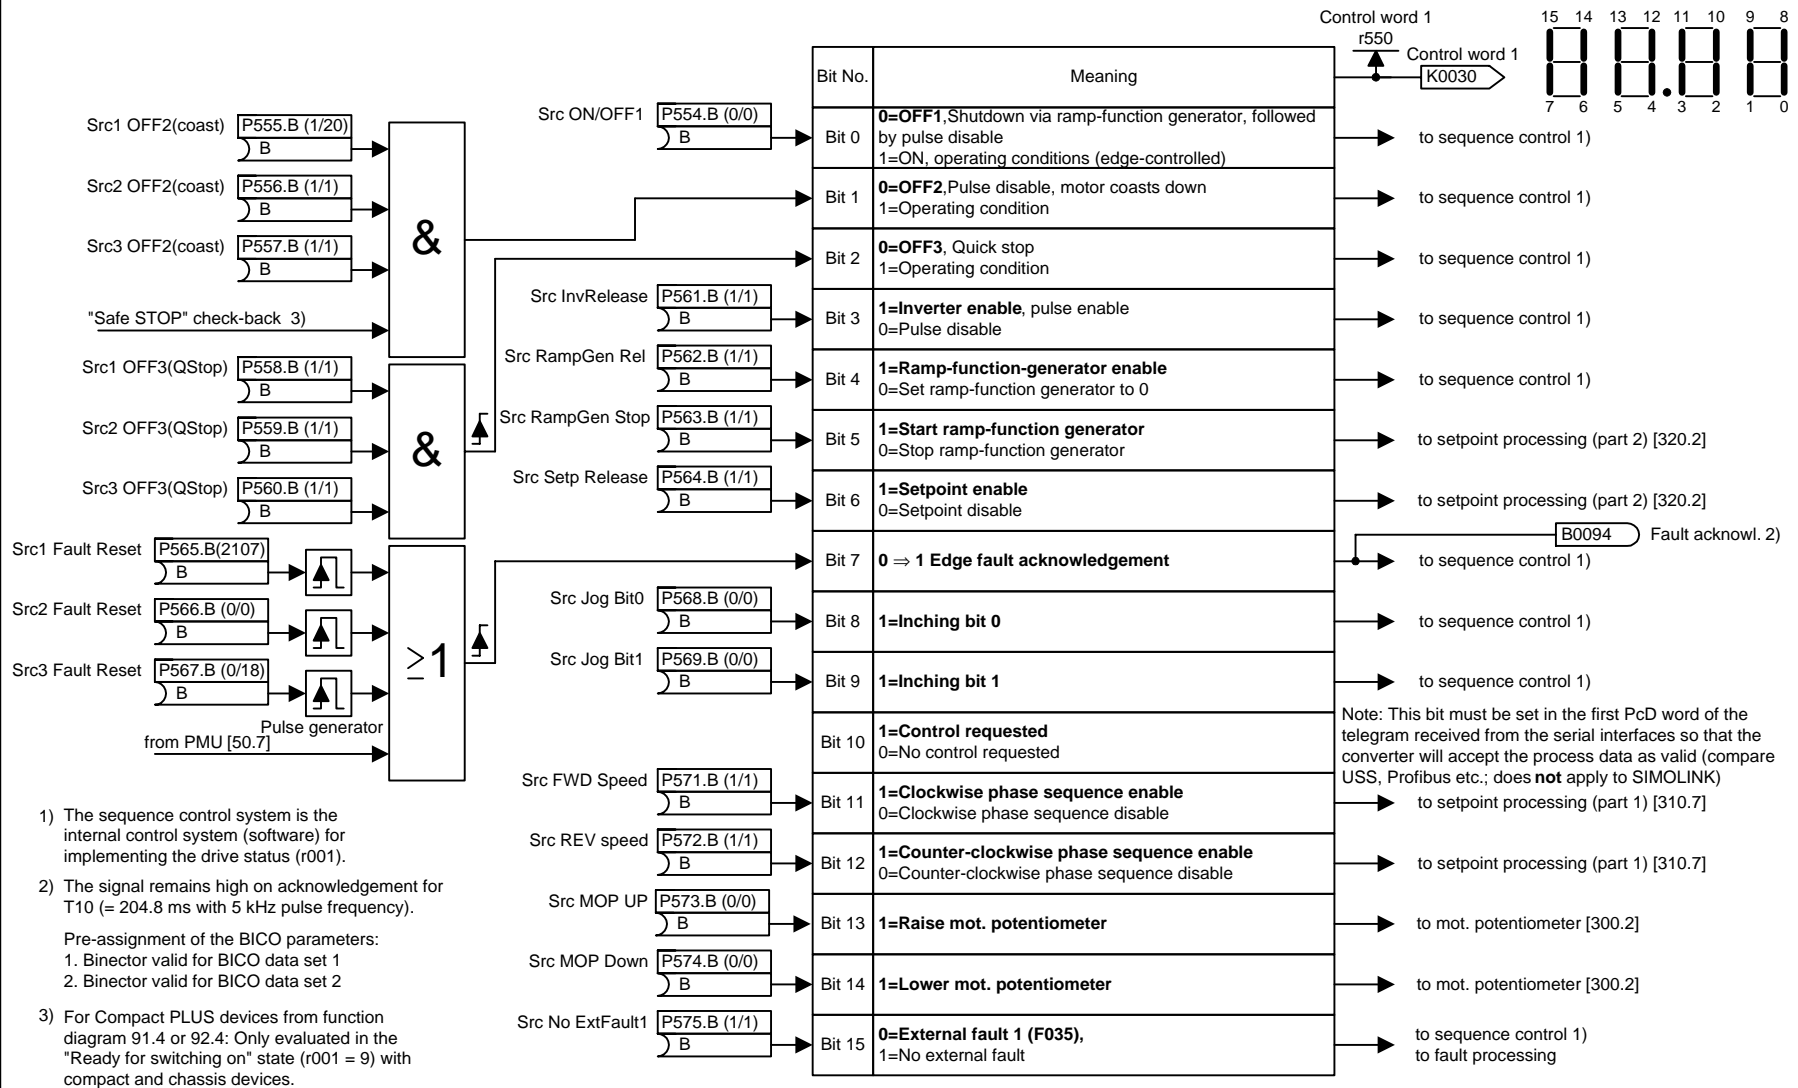 Control word 1
r550
Control word 1
K0030
15 14 13 12 11 10 9 8
7 6 5 4 3 2 1 0
Bit No. Meaning
Src1 OFF2(coast) P555.B (1/20)
B
Src2 OFF2(coast) P556.B (1/1)
B
Src3 OFF2(coast) P557.B (1/1)
B
"Safe STOP" check-back 3)
&
Src1 OFF3(QStop) P558.B (1/1)
B
Src2 OFF3(QStop) P559.B (1/1)
B
Src3 OFF3(QStop) P560.B (1/1)
B
&
Src1 Fault Reset P565.B(2107)
B
Src2 Fault Reset P566.B (0/0)
B
Src3 Fault Reset P567.B (0/18)
B
Pulse generator
from PMU [50.7]
≥1
Src ON/OFF1 P554.B (0/0)
B
Bit 0
0=OFF1,Shutdown via ramp-function generator, followed
by pulse disable
1=ON, operating conditions (edge-controlled)
to sequence control 1)
Bit 1
0=OFF2,Pulse disable, motor coasts down
1=Operating condition
to sequence control 1)
Bit 2
0=OFF3, Quick stop
1=Operating condition
to sequence control 1)
Src InvRelease P561.B (1/1)
B
Bit 3
1=Inverter enable, pulse enable
0=Pulse disable
to sequence control 1)
Src RampGen Rel P562.B (1/1)
B
Bit 4
1=Ramp-function-generator enable
0=Set ramp-function generator to 0
to sequence control 1)
Src RampGen Stop P563.B (1/1)
B
Bit 5
1=Start ramp-function generator
0=Stop ramp-function generator
to setpoint processing (part 2) [320.2]
Src Setp Release P564.B (1/1)
B
Bit 6
1=Setpoint enable
0=Setpoint disable
to setpoint processing (part 2) [320.2]
B0094 Fault acknowl. 2)
Bit 7
0 ⇒ 1 Edge fault acknowledgement
to sequence control 1)
Src Jog Bit0 P568.B (0/0)
B
Bit 8
1=Inching bit 0
to sequence control 1)
Src Jog Bit1 P569.B (0/0)
B
Bit 9
1=Inching bit 1
to sequence control 1)
Bit 10
1=Control requested
0=No control requested
Note: This bit must be set in the first PcD word of the
telegram received from the serial interfaces so that the
converter will accept the process data as valid (compare
USS, Profibus etc.; does not apply to SIMOLINK)
Src FWD Speed P571.B (1/1)
B
Bit 11
1=Clockwise phase sequence enable
0=Clockwise phase sequence disable
to setpoint processing (part 1) [310.7]
Src REV speed P572.B (1/1)
B
Bit 12
1=Counter-clockwise phase sequence enable
0=Counter-clockwise phase sequence disable
to setpoint processing (part 1) [310.7]
Src MOP UP P573.B (0/0)
B
Bit 13
1=Raise mot. potentiometer
to mot. potentiometer [300.2]
Src MOP Down P574.B (0/0)
B
Bit 14
1=Lower mot. potentiometer
to mot. potentiometer [300.2]
Src No ExtFault1 P575.B (1/1)
B
Bit 15
0=External fault 1 (F035),
1=No external fault
to sequence control 1)
to fault processing
1) The sequence control system is the
internal control system (software) for
implementing the drive status (r001).
2) The signal remains high on acknowledgement for
T10 (= 204.8 ms with 5 kHz pulse frequency).
Pre-assignment of the BICO parameters:
1. Binector valid for BICO data set 1
2. Binector valid for BICO data set 2
3) For Compact PLUS devices from function
diagram 91.4 or 92.4: Only evaluated in the
"Ready for switching on" state (r001 = 9) with
compact and chassis devices.